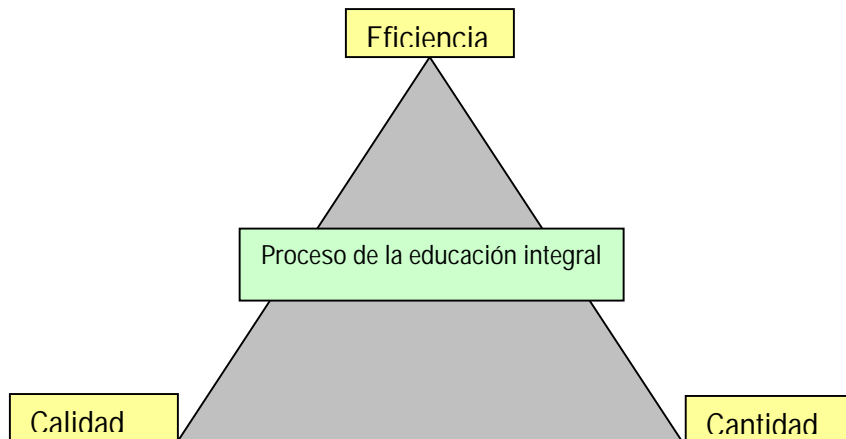 Eficiencia
Proceso de la educación integral
Calidad
Cantidad